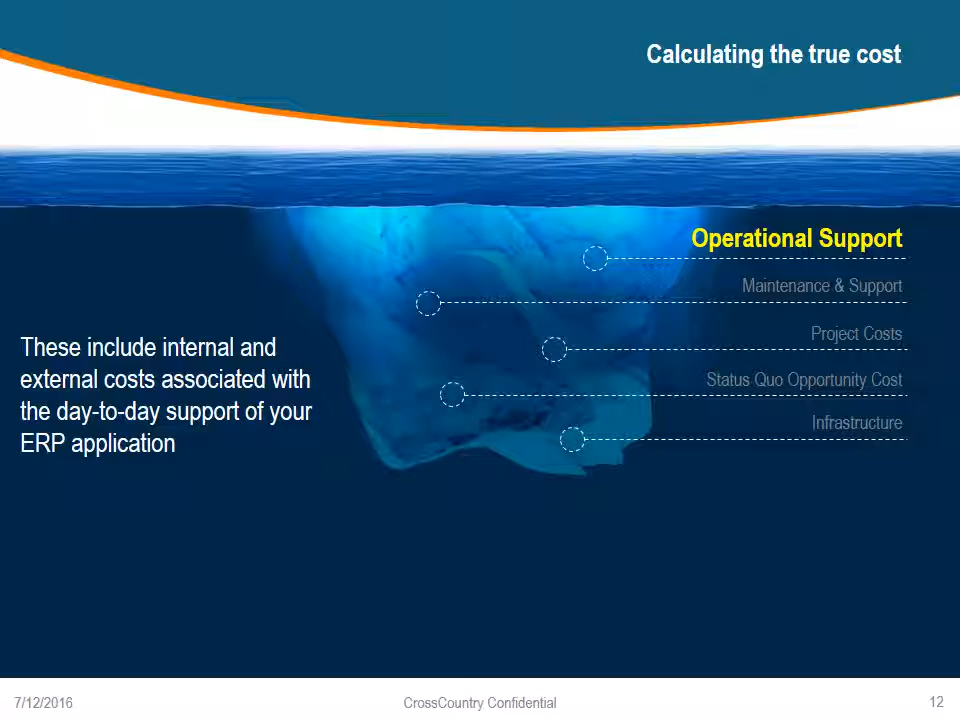 Calculating the true cost
Operational Support
Maintenance & Support
Project Costs
Status Quo Opportunity Cost
Infrastructure
These include internal and
external costs associated with
the day-to-day support of your
ERP application
7/12/2016
CrossCountry Confidential
12